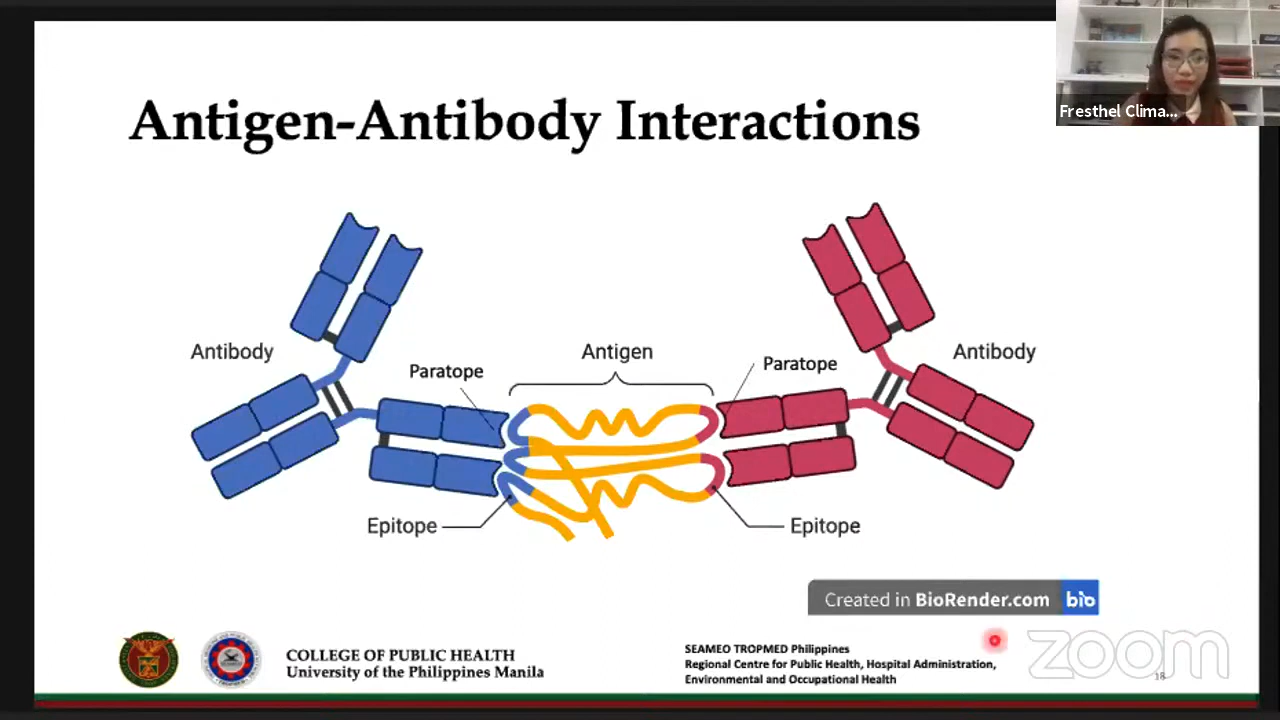 Fresthel Clima...
Antigen-Antibody Interactions
Antibody
Paratope
Antigen
Paratope
Antibody
Epitope
Epitope
Created in BioRender.com bio
COLLEGE OF PUBLIC HEALTH
University of the Philippines Manila
SEAMEO TROPMED Philippines
Regional Centre for Public Health, Hospital Administration,
Environmental and Occupational Health
zoom
18